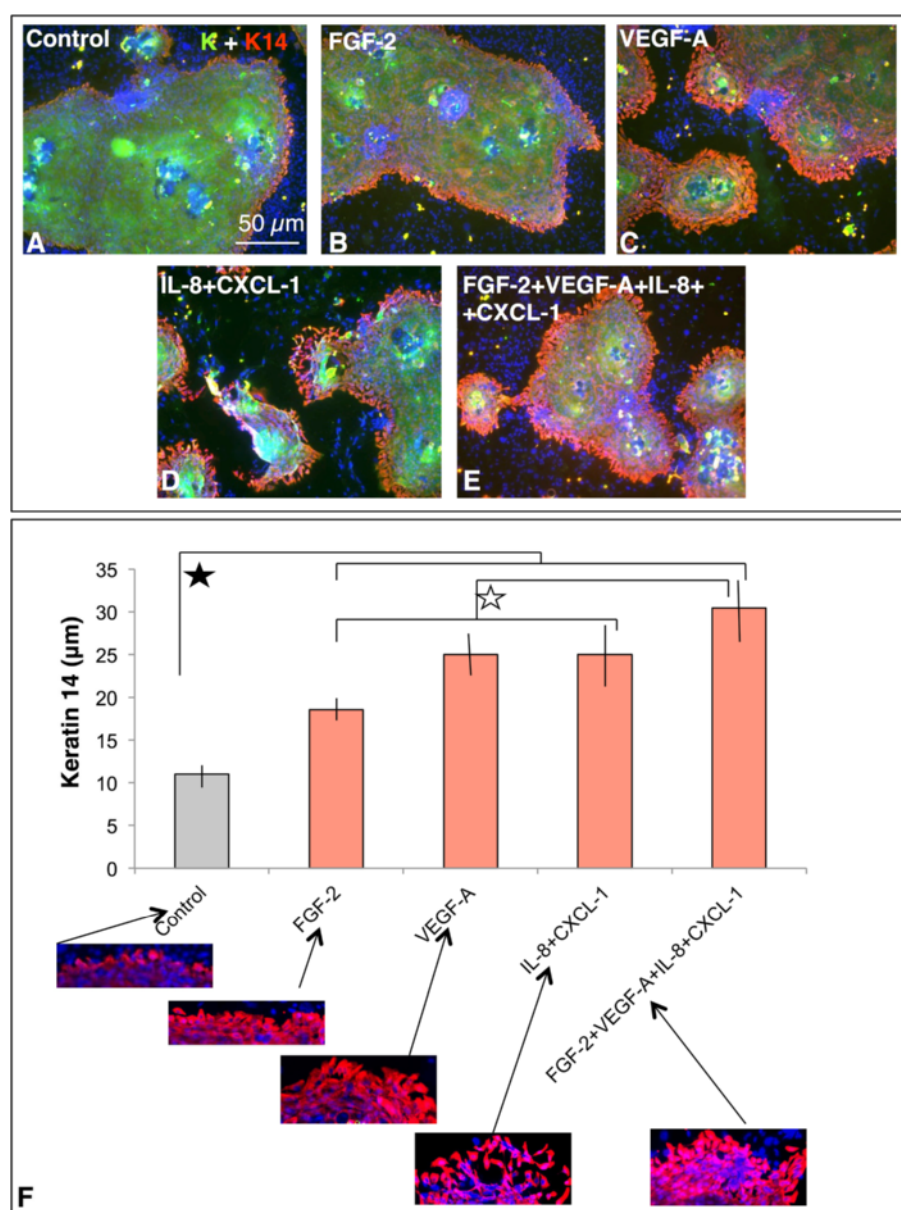 Control K + K14
FGF-2
VEGF-A
50 µm
A
B
C
IL-8+CXCL-1
FGF-2+VEGF-A+IL-8+
+CXCL-1
D
E
35
30
25
20
15
10
5
0
Keratin 14 (µm)
Control
FGF-2
VEGF-A
IL-8+CXCL-1
FGF-2+VEGF-A+IL-8+CXCL-1
F